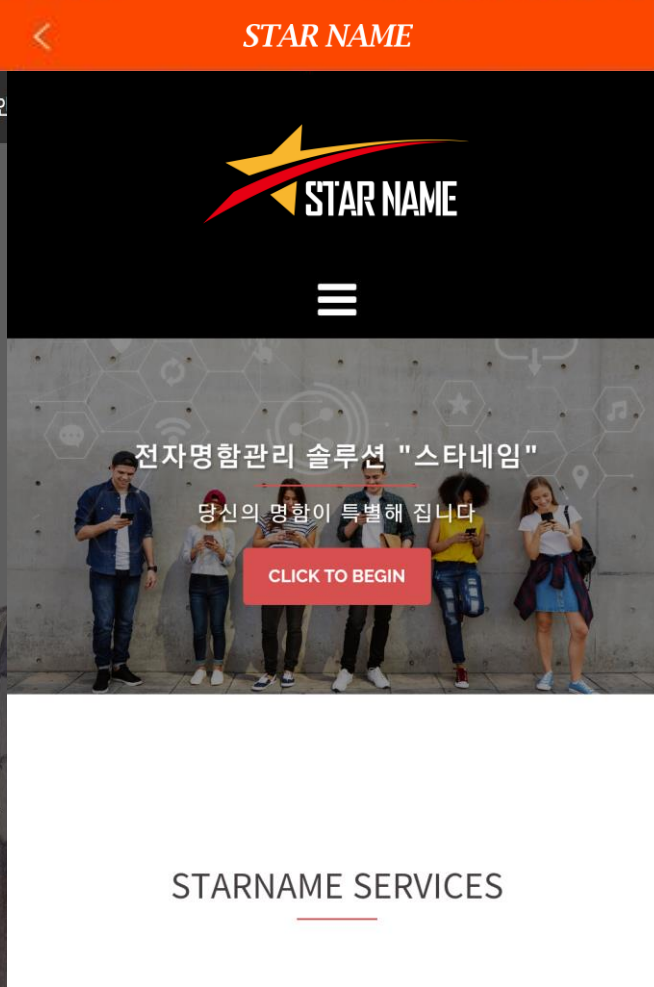 STAR NAME
STAR NAME
전자명함관리 솔루션 "스타네임"
당신의 명함이 특별해 집니다
CLICK TO BEGIN
STARNAME SERVICES